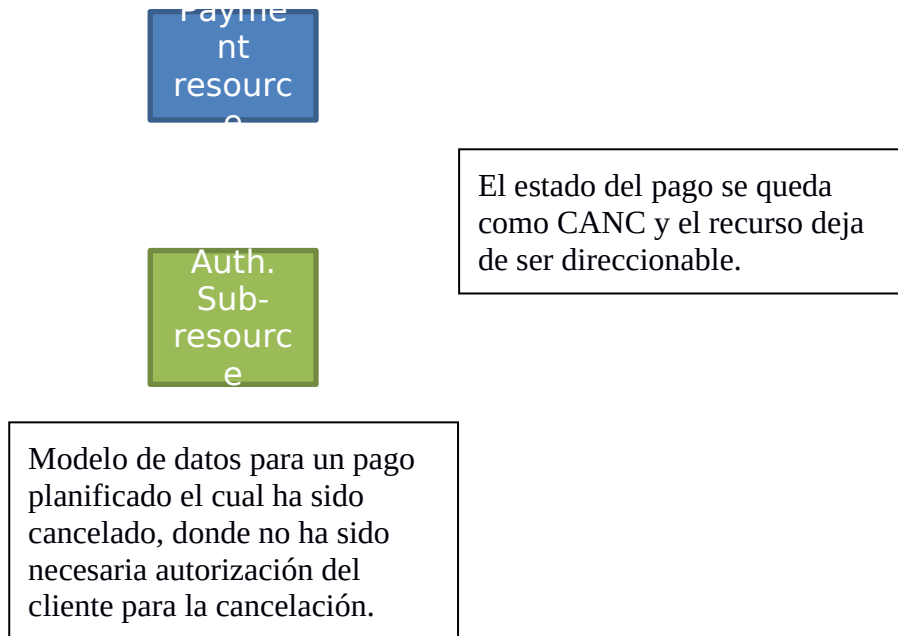 Payme
nt
resourc
e
El estado del pago se queda
como CANC y el recurso deja
de ser direccionable.
Auth.
Sub-
resourc
e
Modelo de datos para un pago
planificado el cual ha sido
cancelado, donde no ha sido
necesaria autorización del
cliente para la cancelación.